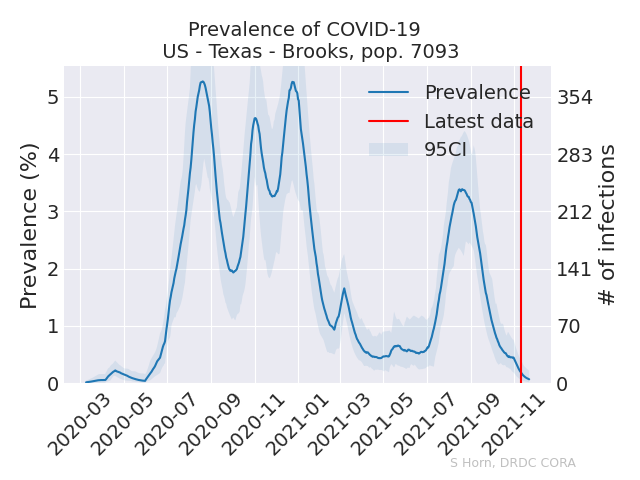 Prevalence of COVID-19
US - Texas - Brooks, pop. 7093
Prevalence
Latest data
95CI
Prevalence (%)
5
4
3
2
1
0
354
283
212
141
70
0
# of infections
2020-03
2020-05
2020-07
2020-09
2020-11
2021-01
2021-03
2021-05
2021-07
2021-09
2021-11
S Horn, DRDC CORA